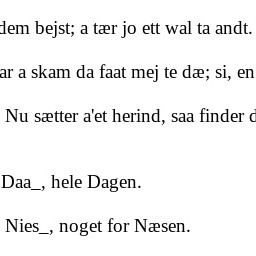 dem bejst; a tær jo ett wal ta andt.
ar a skam da faat mej te dæ; si, en
Nu sætter a'et herind, saa finder d
Daa_, hele Dagen.
Nies_, noget for Næsen.